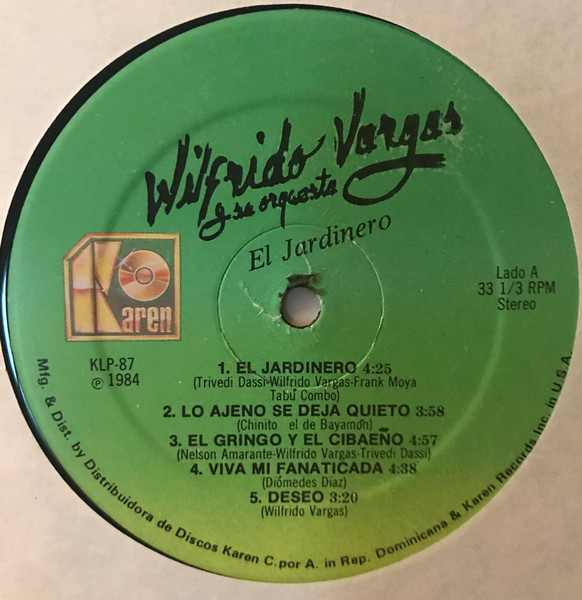 Wilfrido Vargas
y su orquesta
El Jardinero
Karen
Lado A
33 1/3 RPM
Stereo
KLP-87
℗ 1984
1. EL JARDINERO 4:25
(Trivedi Dassi-Wilfrido Vargas-Frank Moya
Tabú Combo)
2. LO AJENO SE DEJA QUIETO 3:58
(Chinito el de Bayamón)
3. EL GRINGO Y EL CIBAEÑO 4:57
(Nelson Amarante-Wilfrido Vargas-Trivedi Dassi)
4. VIVA MI FANATICADA 4:38
(Diómedes Diaz)
5. DESEO 3:20
(Wilfrido Vargas)
Mfg. & Dist. by Distribuidora de Discos Karen C.por A. in Rep. Dominicana & Karen Records Inc. in U.S.A.